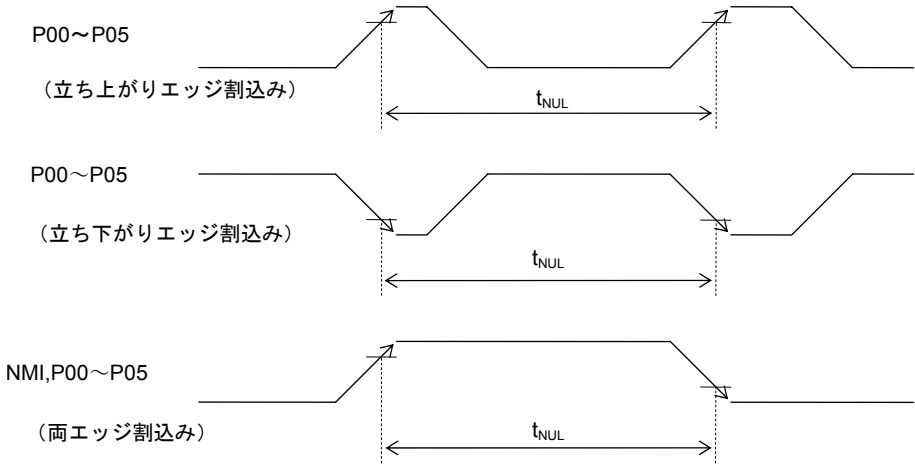 P00～P05
（立ち上がりエッジ割込み）
tNUL
P00～P05
（立ち下がりエッジ割込み）
tNUL
NMI,P00～P05
（両エッジ割込み）
tNUL